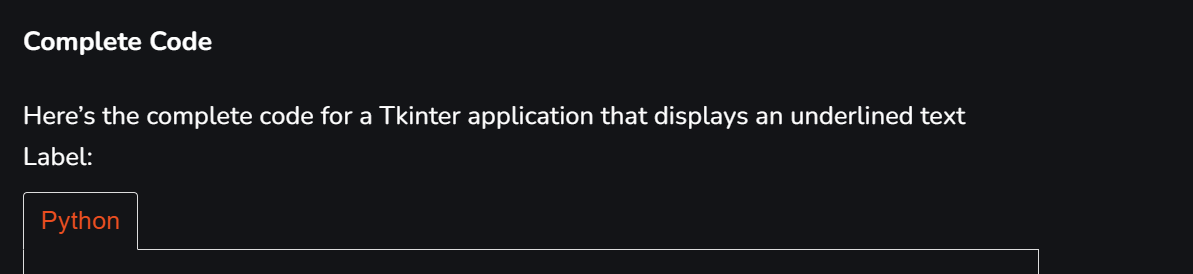 Complete Code
Here’s the complete code for a Tkinter application that displays an underlined text
Label:
Python